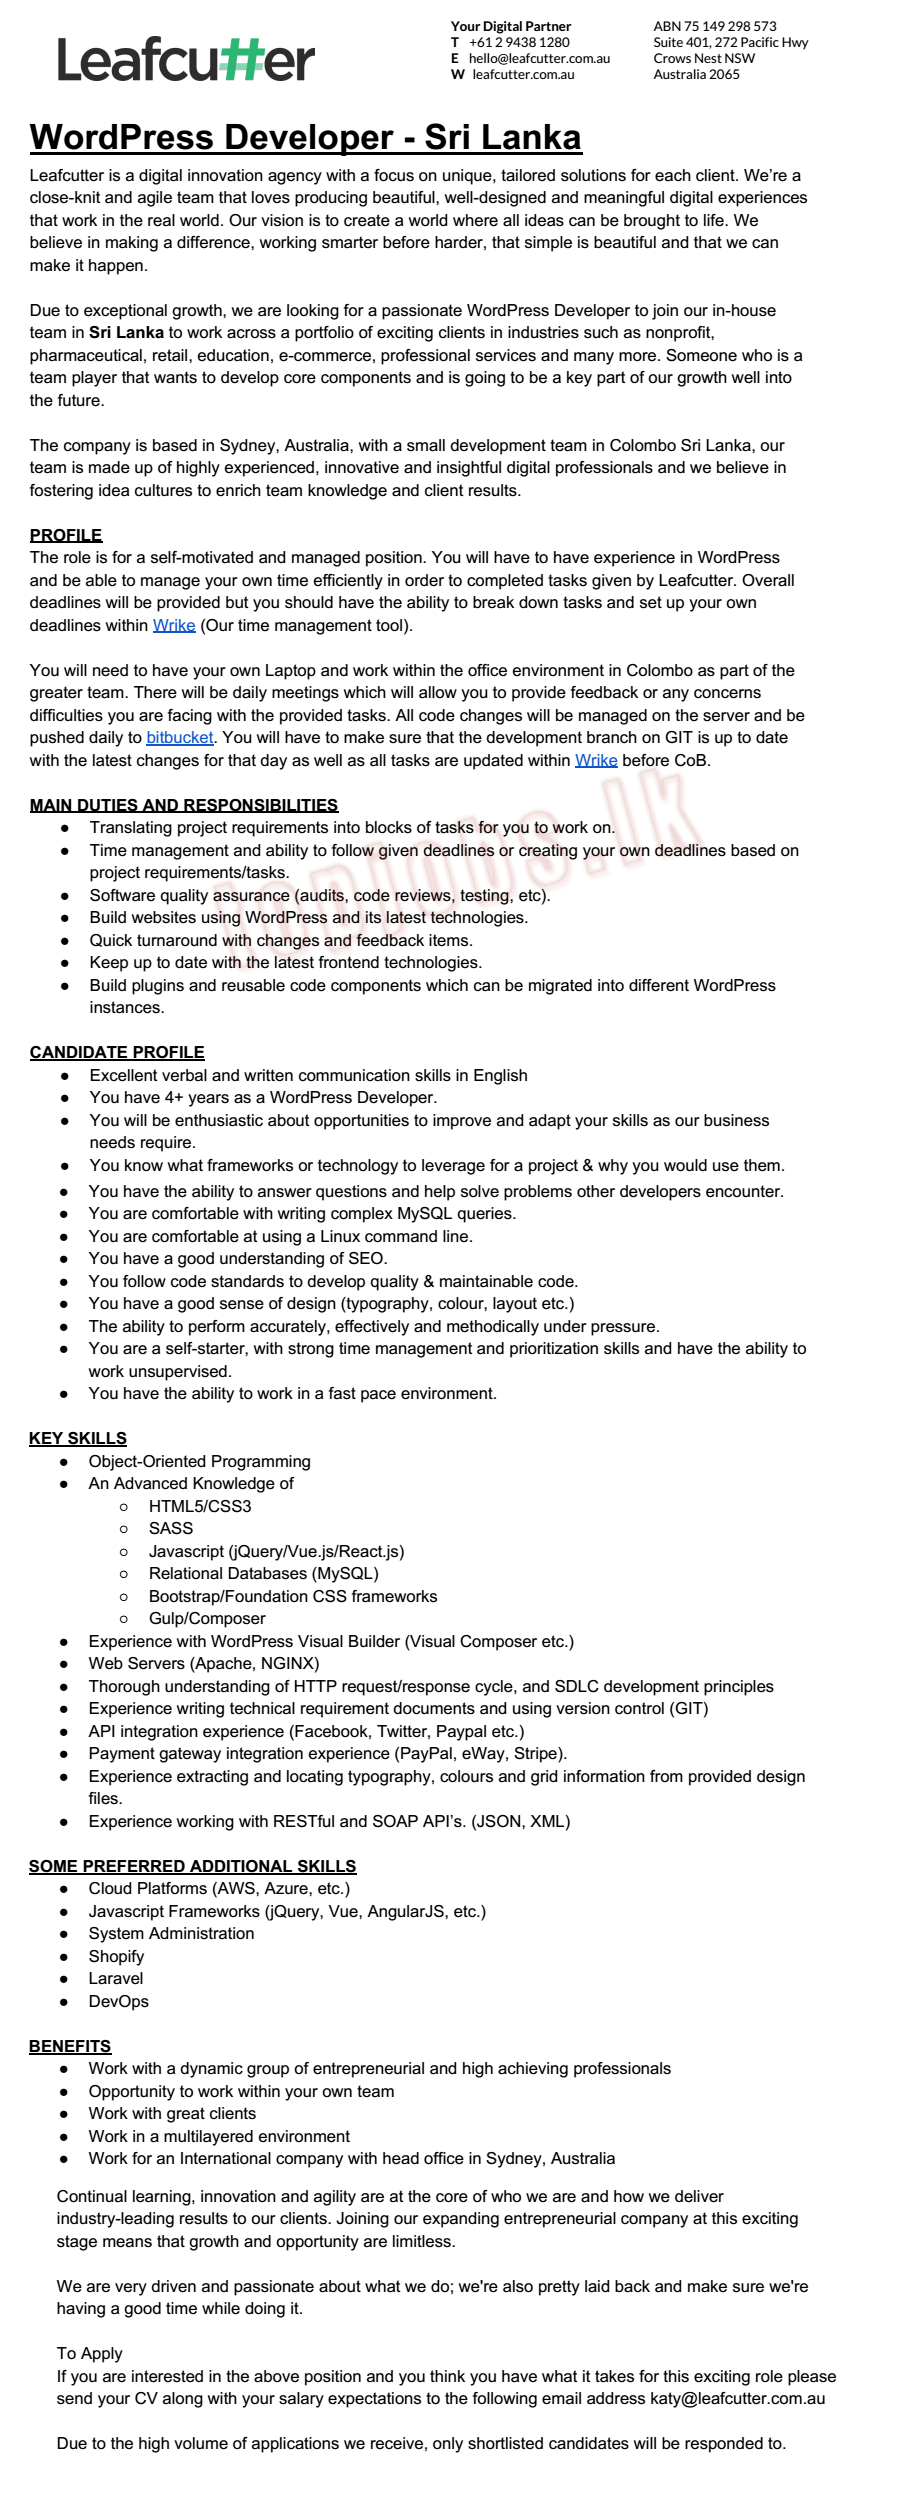 Leafcutter
Your Digital Partner
T +61 2 9438 1280
E hello@leafcutter.com.au
W leafcutter.com.au
ABN 75 149 298 573
Suite 401, 272 Pacific Hwy
Crows Nest NSW
Australia 2065
WordPress Developer - Sri Lanka
Leafcutter is a digital innovation agency with a focus on unique, tailored solutions for each client. We’re a
close-knit and agile team that loves producing beautiful, well-designed and meaningful digital experiences
that work in the real world. Our vision is to create a world where all ideas can be brought to life. We
believe in making a difference, working smarter before harder, that simple is beautiful and that we can
make it happen.
Due to exceptional growth, we are looking for a passionate WordPress Developer to join our in-house
team in Sri Lanka to work across a portfolio of exciting clients in industries such as nonprofit,
pharmaceutical, retail, education, e-commerce, professional services and many more. Someone who is a
team player that wants to develop core components and is going to be a key part of our growth well into
the future.
The company is based in Sydney, Australia, with a small development team in Colombo Sri Lanka, our
team is made up of highly experienced, innovative and insightful digital professionals and we believe in
fostering idea cultures to enrich team knowledge and client results.
PROFILE
The role is for a self-motivated and managed position. You will have to have experience in WordPress
and be able to manage your own time efficiently in order to completed tasks given by Leafcutter. Overall
deadlines will be provided but you should have the ability to break down tasks and set up your own
deadlines within Wrike (Our time management tool).
You will need to have your own Laptop and work within the office environment in Colombo as part of the
greater team. There will be daily meetings which will allow you to provide feedback or any concerns
difficulties you are facing with the provided tasks. All code changes will be managed on the server and be
pushed daily to bitbucket. You will have to make sure that the development branch on GIT is up to date
with the latest changes for that day as well as all tasks are updated within Wrike before CoB.
MAIN DUTIES AND RESPONSIBILITIES
● Translating project requirements into blocks of tasks for you to work on.
● Time management and ability to follow given deadlines or creating your own deadlines based on
project requirements/tasks.
● Software quality assurance (audits, code reviews, testing, etc).
● Build websites using WordPress and its latest technologies.
● Quick turnaround with changes and feedback items.
● Keep up to date with the latest frontend technologies.
● Build plugins and reusable code components which can be migrated into different WordPress
instances.
topjobs.lk
CANDIDATE PROFILE
● Excellent verbal and written communication skills in English
● You have 4+ years as a WordPress Developer.
● You will be enthusiastic about opportunities to improve and adapt your skills as our business
needs require.
● You know what frameworks or technology to leverage for a project & why you would use them.
● You have the ability to answer questions and help solve problems other developers encounter.
● You are comfortable with writing complex MySQL queries.
● You are comfortable at using a Linux command line.
● You have a good understanding of SEO.
● You follow code standards to develop quality & maintainable code.
● You have a good sense of design (typography, colour, layout etc.)
● The ability to perform accurately, effectively and methodically under pressure.
● You are a self-starter, with strong time management and prioritization skills and have the ability to
work unsupervised.
● You have the ability to work in a fast pace environment.
KEY SKILLS
● Object-Oriented Programming
● An Advanced Knowledge of
○ HTML5/CSS3
○ SASS
○ Javascript (jQuery/Vue.js/React.js)
○ Relational Databases (MySQL)
○ Bootstrap/Foundation CSS frameworks
○ Gulp/Composer
● Experience with WordPress Visual Builder (Visual Composer etc.)
● Web Servers (Apache, NGINX)
● Thorough understanding of HTTP request/response cycle, and SDLC development principles
● Experience writing technical requirement documents and using version control (GIT)
● API integration experience (Facebook, Twitter, Paypal etc.)
● Payment gateway integration experience (PayPal, eWay, Stripe).
● Experience extracting and locating typography, colours and grid information from provided design
files.
● Experience working with RESTful and SOAP API’s. (JSON, XML)
SOME PREFERRED ADDITIONAL SKILLS
● Cloud Platforms (AWS, Azure, etc.)
● Javascript Frameworks (jQuery, Vue, AngularJS, etc.)
● System Administration
● Shopify
● Laravel
● DevOps
BENEFITS
● Work with a dynamic group of entrepreneurial and high achieving professionals
● Opportunity to work within your own team
● Work with great clients
● Work in a multilayered environment
● Work for an International company with head office in Sydney, Australia
Continual learning, innovation and agility are at the core of who we are and how we deliver
industry-leading results to our clients. Joining our expanding entrepreneurial company at this exciting
stage means that growth and opportunity are limitless.
We are very driven and passionate about what we do; we're also pretty laid back and make sure we're
having a good time while doing it.
To Apply
If you are interested in the above position and you think you have what it takes for this exciting role please
send your CV along with your salary expectations to the following email address katy@leafcutter.com.au
Due to the high volume of applications we receive, only shortlisted candidates will be responded to.